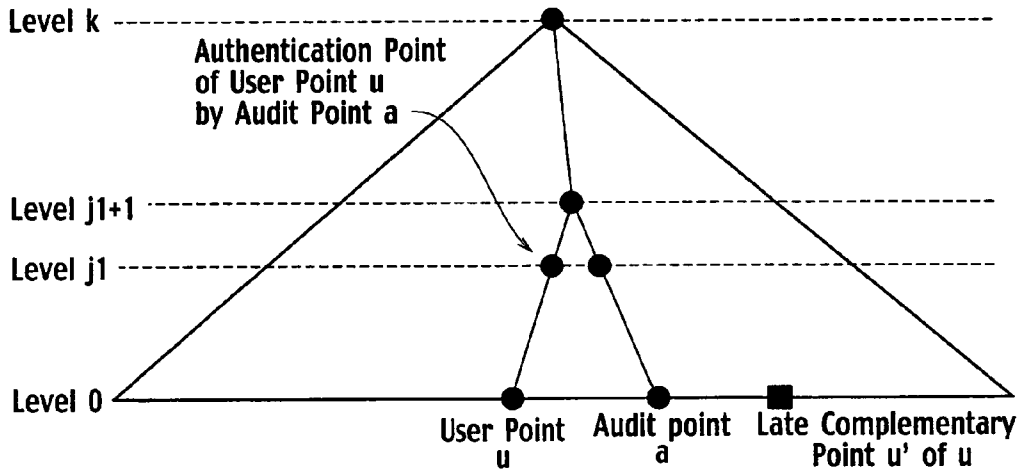 Level k
Authentication Point
of User Point u
by Audit Point a
Level j1+1
Level j1
Level 0
User Point
u
Audit point
a
Late Complementary
Point u' of u